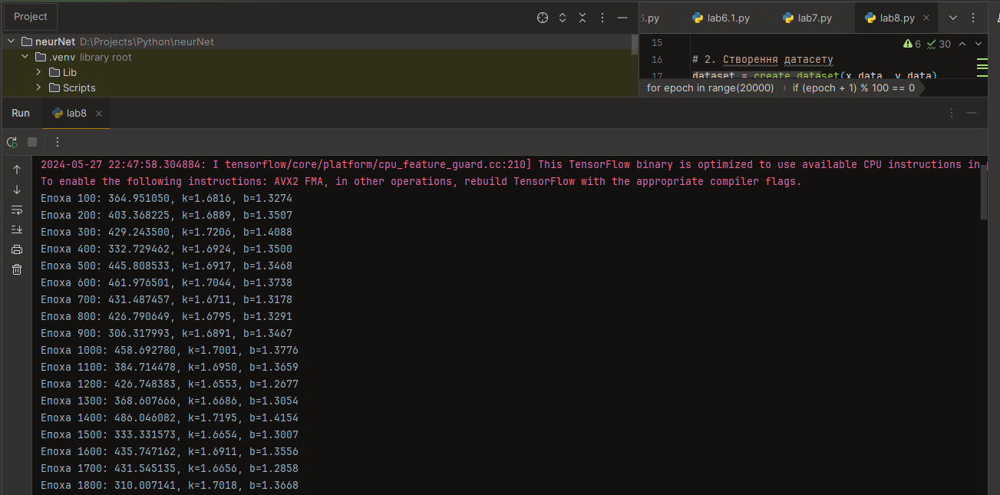 Project
6.py
lab6.1.py
lab7.py
lab8.py
neurNet D:\Projects\Python\neurNet
.venv library root
Lib
Scripts
15
16
17
6
30
# 2. Створення датасету
dataset = create_dataset(x_data, y_data)
for epoch in range(20000) › if (epoch + 1) % 100 == 0
Run
lab8
2024-05-27 22:47:58.304884: I tensorflow/core/platform/cpu_feature_guard.cc:210] This TensorFlow binary is optimized to use available CPU instructions in
To enable the following instructions: AVX2 FMA, in other operations, rebuild TensorFlow with the appropriate compiler flags.
Епоха 100: 364.951050, k=1.6816, b=1.3274
Епоха 200: 403.368225, k=1.6889, b=1.3507
Епоха 300: 429.243500, k=1.7206, b=1.4088
Епоха 400: 332.729462, k=1.6924, b=1.3500
Епоха 500: 445.808533, k=1.6917, b=1.3468
Епоха 600: 461.976501, k=1.7044, b=1.3738
Епоха 700: 431.487457, k=1.6711, b=1.3178
Епоха 800: 426.790649, k=1.6795, b=1.3291
Епоха 900: 306.317993, k=1.6891, b=1.3467
Епоха 1000: 458.692780, k=1.7001, b=1.3776
Епоха 1100: 384.714478, k=1.6950, b=1.3659
Епоха 1200: 426.748383, k=1.6553, b=1.2677
Епоха 1300: 368.607666, k=1.6686, b=1.3054
Епоха 1400: 486.046082, k=1.7195, b=1.4154
Епоха 1500: 333.331573, k=1.6654, b=1.3007
Епоха 1600: 435.747162, k=1.6911, b=1.3556
Епоха 1700: 431.545135, k=1.6656, b=1.2858
Епоха 1800: 310.007141, k=1.7018, b=1.3668